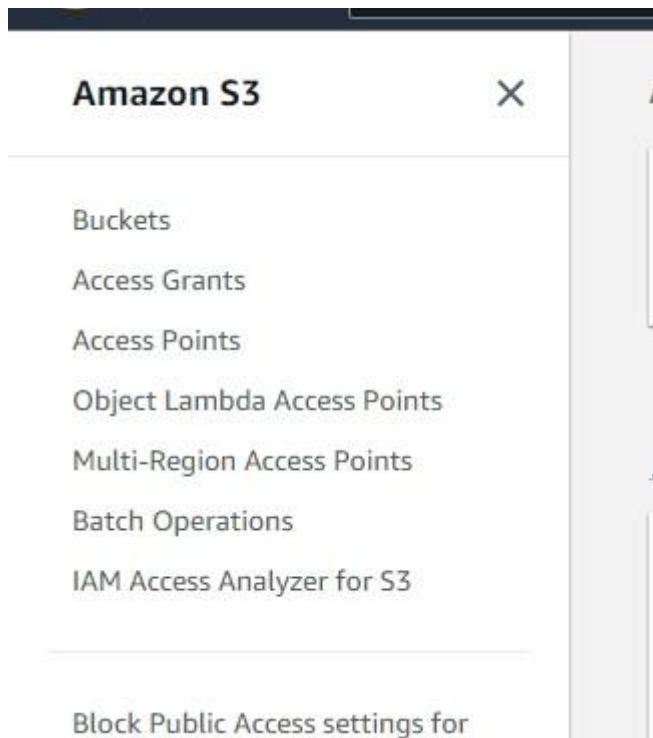 Amazon S3
Buckets
Access Grants
Access Points
Object Lambda Access Points
Multi-Region Access Points
Batch Operations
IAM Access Analyzer for S3
Block Public Access settings for